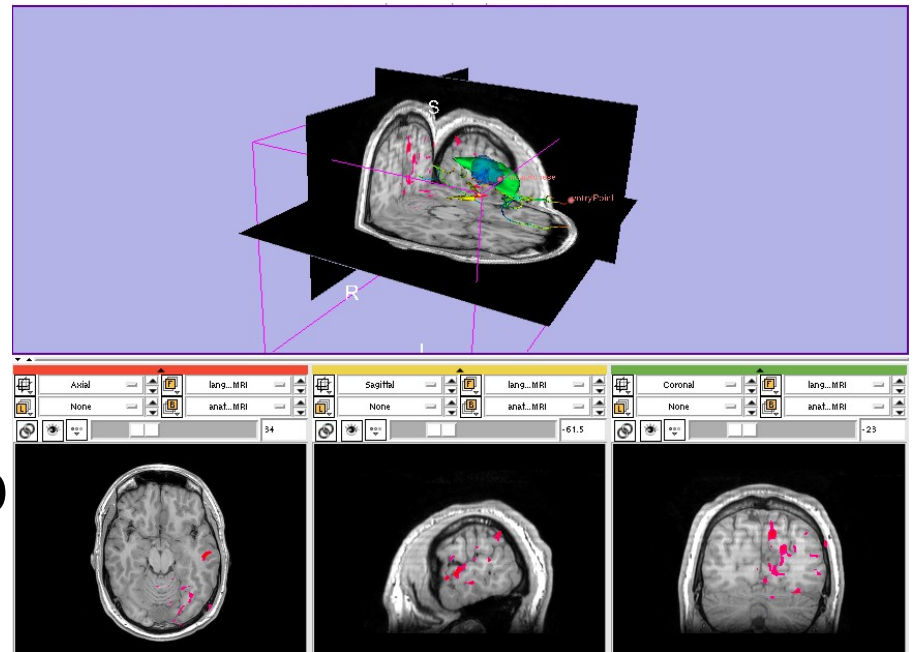 S
ntryPoint
R
Axial
lang...MRI
Sagittal
lang...MRI
Coronal
lang...MRI
None
anat...MRI
None
anat...MRI
None
anat...MRI
34
-61.5
-23